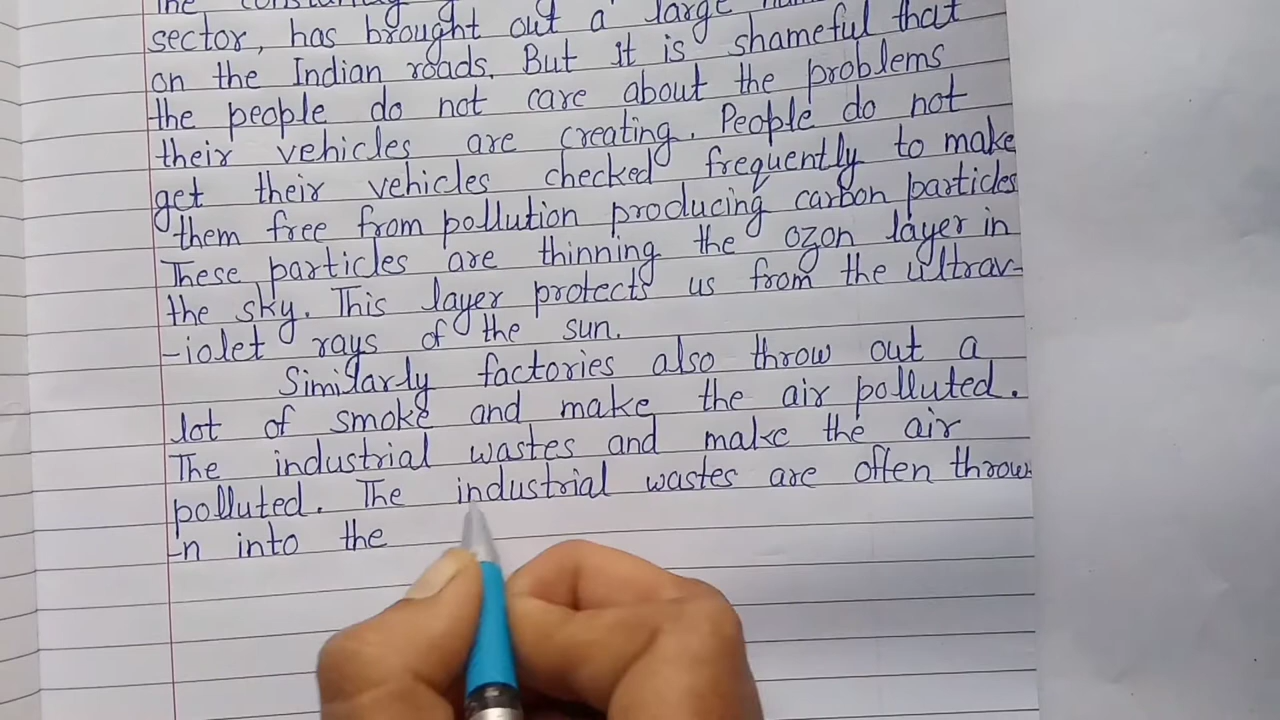 The
sector, has brought out a large
on the Indian roads. But it is shameful that
the people do not care about the problems
their vehicles are creating. People do not
get their vehicles checked frequently to make
them free from pollution producing carbon particles
These particles are thinning the ozon layer in
the sky. This layer protects us from the ultrav-
-iolet rays of the sun.
Similarly factories also throw out a
lot of smoke and make the air polluted.
The industrial wastes and make the air
polluted. The industrial wastes are often throw
-n into the